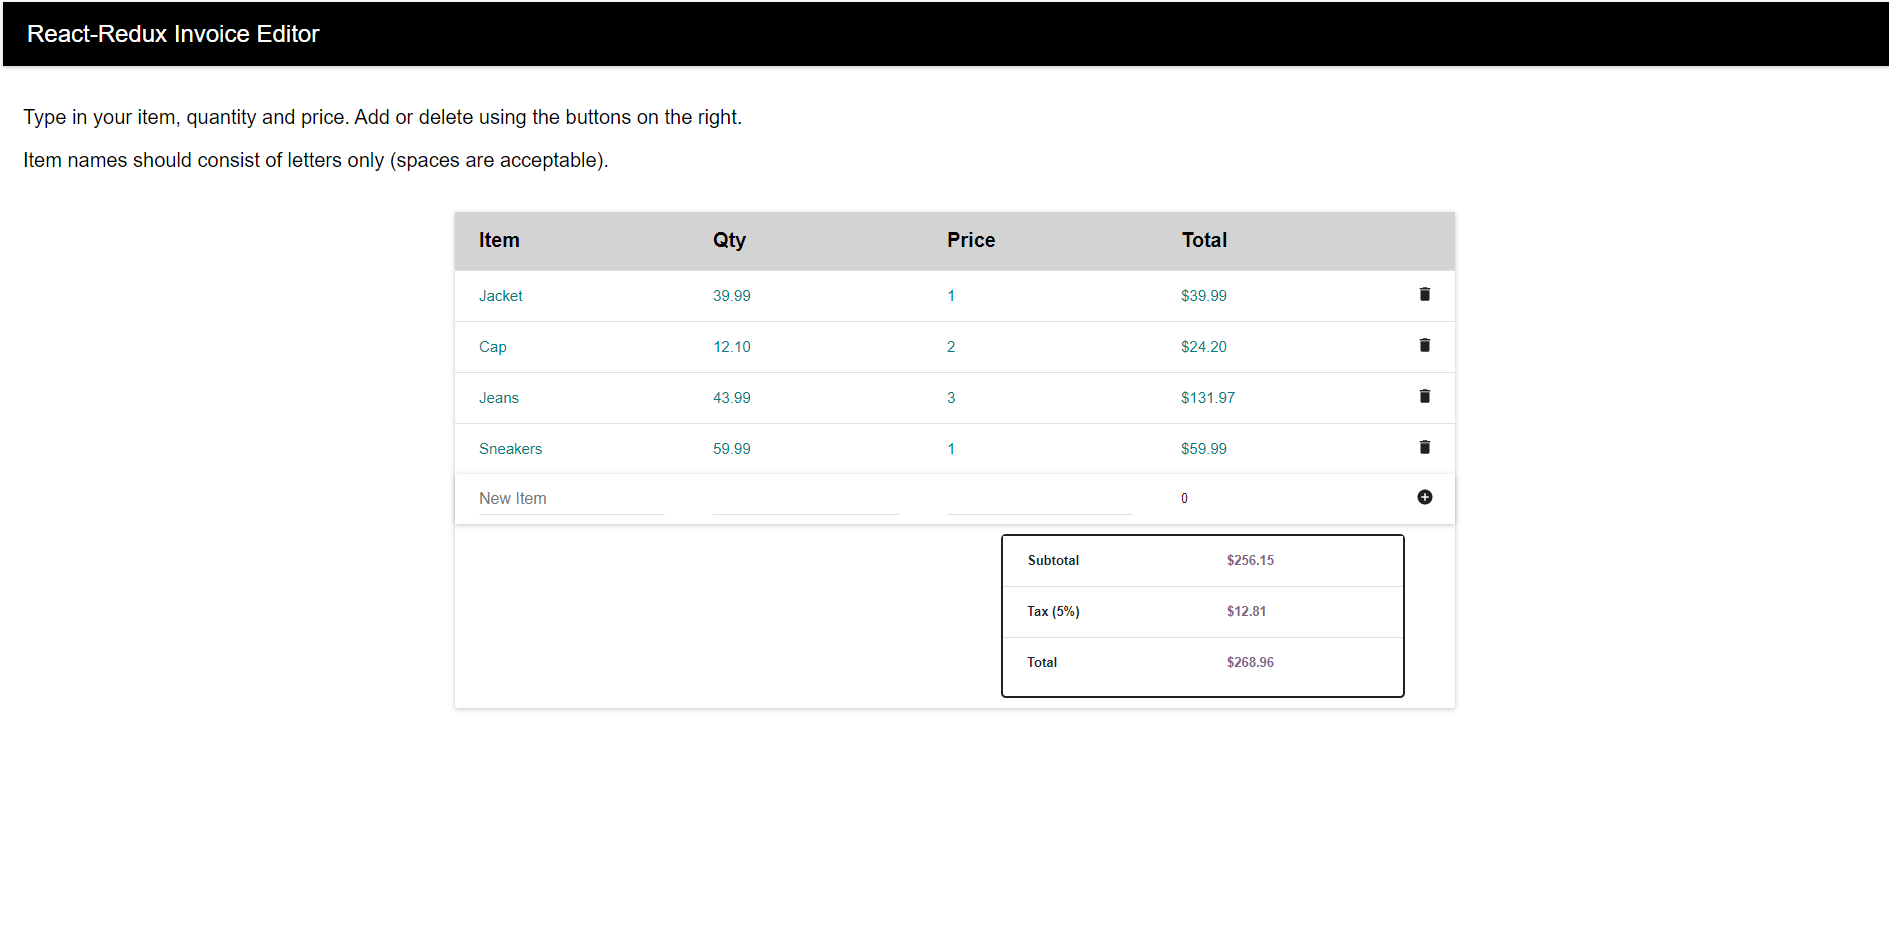 React-Redux Invoice Editor
Type in your item, quantity and price. Add or delete using the buttons on the right.
Item names should consist of letters only (spaces are acceptable).
Item Qty Price Total
Jacket 39.99 1 $39.99
Cap 12.10 2 $24.20
Jeans 43.99 3 $131.97
Sneakers 59.99 1 $59.99
New Item 0
Subtotal $256.15
Tax (5%) $12.81
Total $268.96